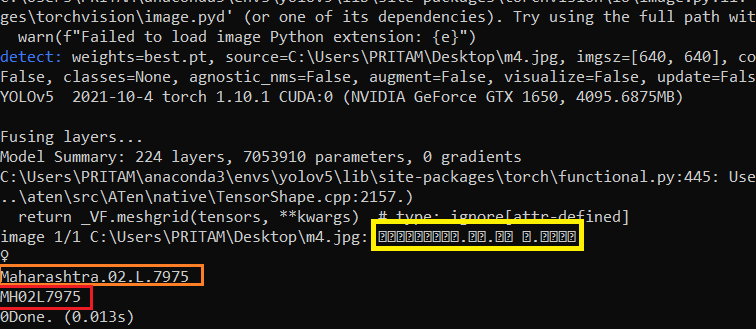 ges/torchvision/image.pyd' (or one of its dependencies). Try using the full path wit
warn(f"Failed to load image Python extension: {e}")
detect: weights=best.pt, source=C:\Users\PRITAM\Desktop\m4.jpg, imgsz=[640, 640], co
False, classes=None, agnostic_nms=False, augment=False, visualize=False, update=Fals
YOLOv5 2021-10-4 torch 1.10.1 CUDA:0 (NVIDIA GeForce GTX 1650, 4095.6875MB)
Fusing layers...
Model Summary: 224 layers, 7053910 parameters, 0 gradients
C:\Users\PRITAM\anaconda3\envs\yolov5\lib\site-packages\torch\functional.py:445: Use
..\aten\src\ATen\native\TensorShape.cpp:2157.)
return _VF.meshgrid(tensors, **kwargs) # type: ignore[attr-defined]
image 1/1 C:\Users\PRITAM\Desktop\m4.jpg:
♀
Maharashtra.02.L.7975
MH02L7975
0Done. (0.013s)